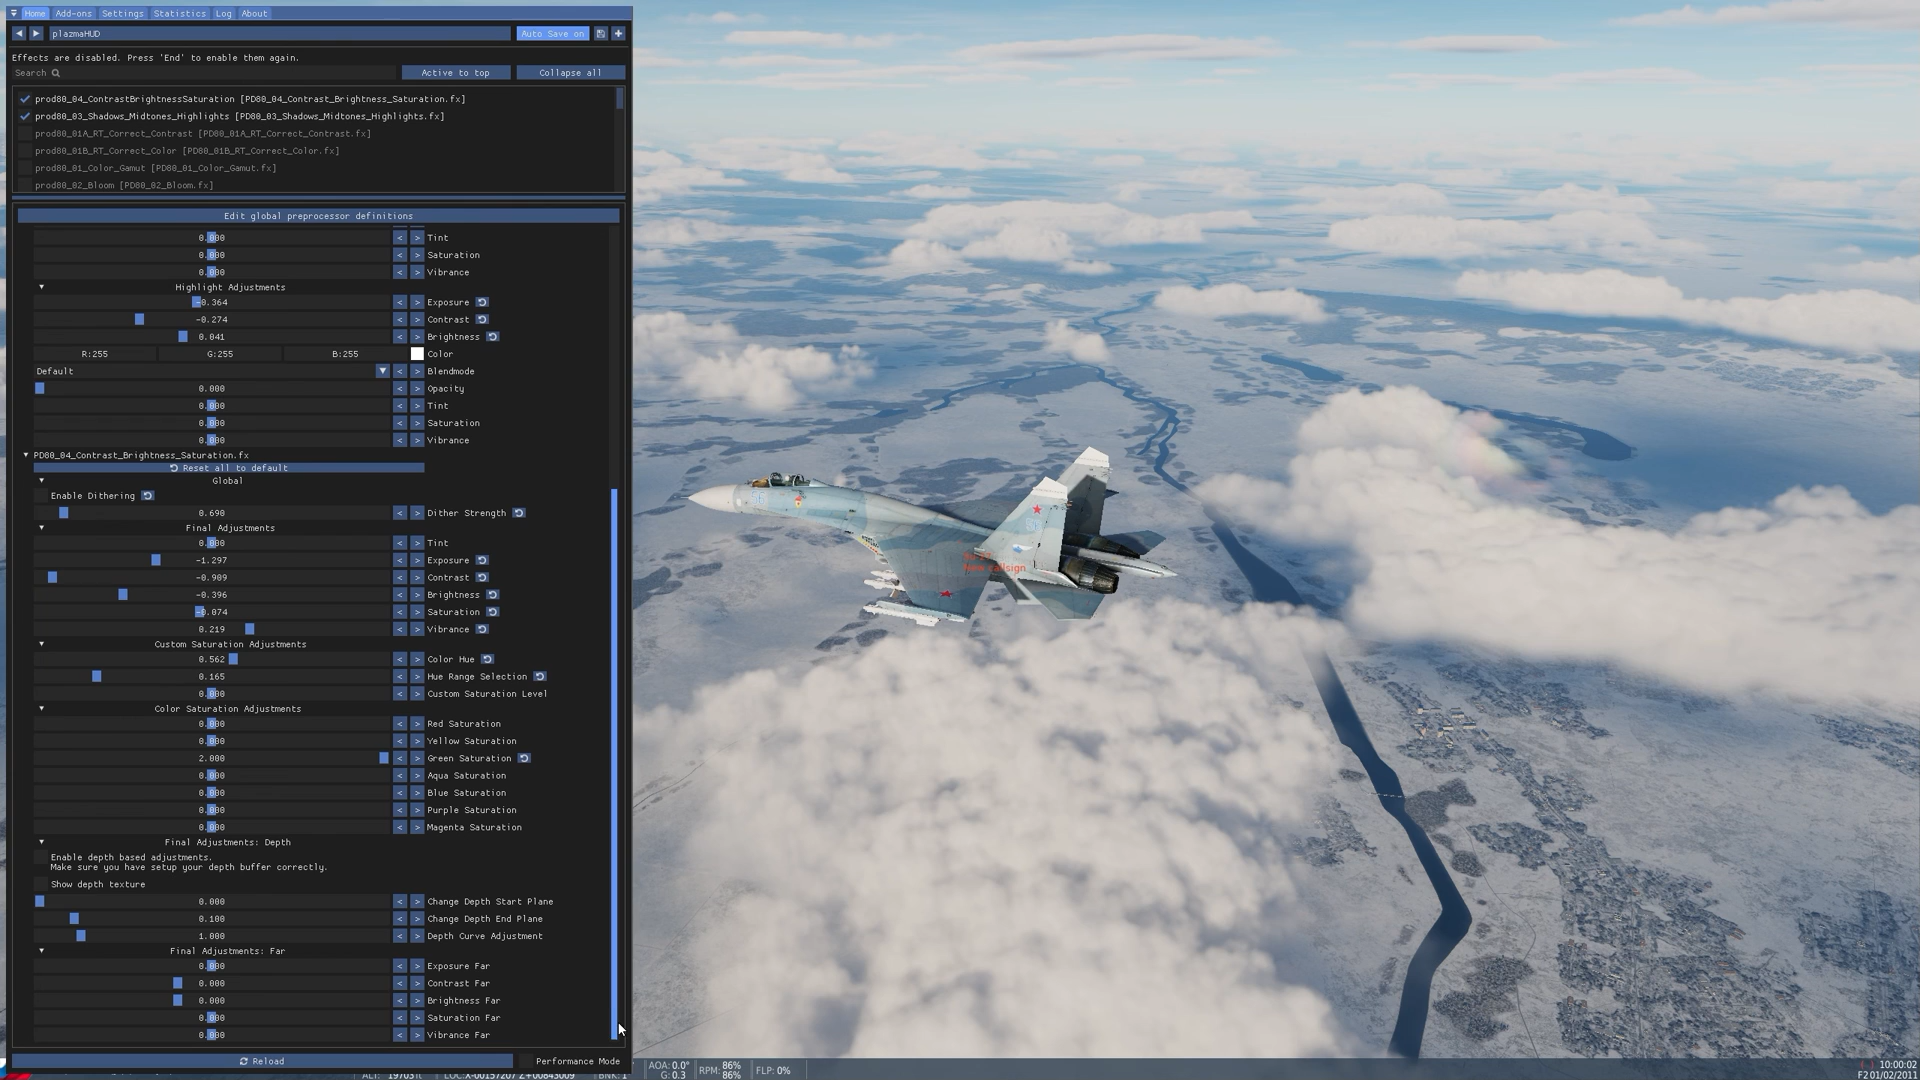 Home Add-ons Settings Statistics Log About
plazmaHUD Auto Save on
Effects are disabled. Press 'End' to enable them again.
Search Active to top Collapse all
prod80_04_ContrastBrightnessSaturation [PD80_04_Contrast_Brightness_Saturation.fx]
prod80_03_Shadows_Midtones_Highlights [PD80_03_Shadows_Midtones_Highlights.fx]
prod80_01A_RT_Correct_Contrast [PD80_01A_RT_Correct_Contrast.fx]
prod80_01B_RT_Correct_Color [PD80_01B_RT_Correct_Color.fx]
prod80_01_Color_Gamut [PD80_01_Color_Gamut.fx]
prod80_02_Bloom [PD80_02_Bloom.fx]
Edit global preprocessor definitions
0.000 < > Tint
0.000 < > Saturation
0.000 < > Vibrance
Highlight Adjustments
-0.364 < > Exposure
-0.274 < > Contrast
0.041 < > Brightness
R:255 G:255 B:255 Color
Default < > Blendmode
0.000 Opacity
0.000 < > Tint
0.000 < > Saturation
0.000 < > Vibrance
PD80_04_Contrast_Brightness_Saturation.fx
Reset all to default
Global
Enable Dithering
0.690 < > Dither Strength
Final Adjustments
0.000 < > Tint
-1.297 < > Exposure
-0.909 < > Contrast
-0.396 < > Brightness
-0.074 < > Saturation
0.219 < > Vibrance
Custom Saturation Adjustments
0.562 < > Color Hue
0.165 < > Hue Range Selection
0.000 < > Custom Saturation Level
Color Saturation Adjustments
0.000 < > Red Saturation
0.000 < > Yellow Saturation
2.000 < > Green Saturation
0.000 < > Aqua Saturation
0.000 < > Blue Saturation
0.000 < > Purple Saturation
0.000 < > Magenta Saturation
Final Adjustments: Depth
Enable depth based adjustments.
Make sure you have setup your depth buffer correctly.
Show depth texture
0.000 < > Change Depth Start Plane
0.100 < > Change Depth End Plane
1.000 < > Depth Curve Adjustment
Final Adjustments: Far
0.000 < > Exposure Far
0.000 < > Contrast Far
0.000 < > Brightness Far
0.000 < > Saturation Far
0.000 < > Vibrance Far
Reload Performance Mode
New callsign
AOA: 0.0° RPM: 86% FLP: 0%
G: 0.3 86%
10:00:02
F2 01/02/2011